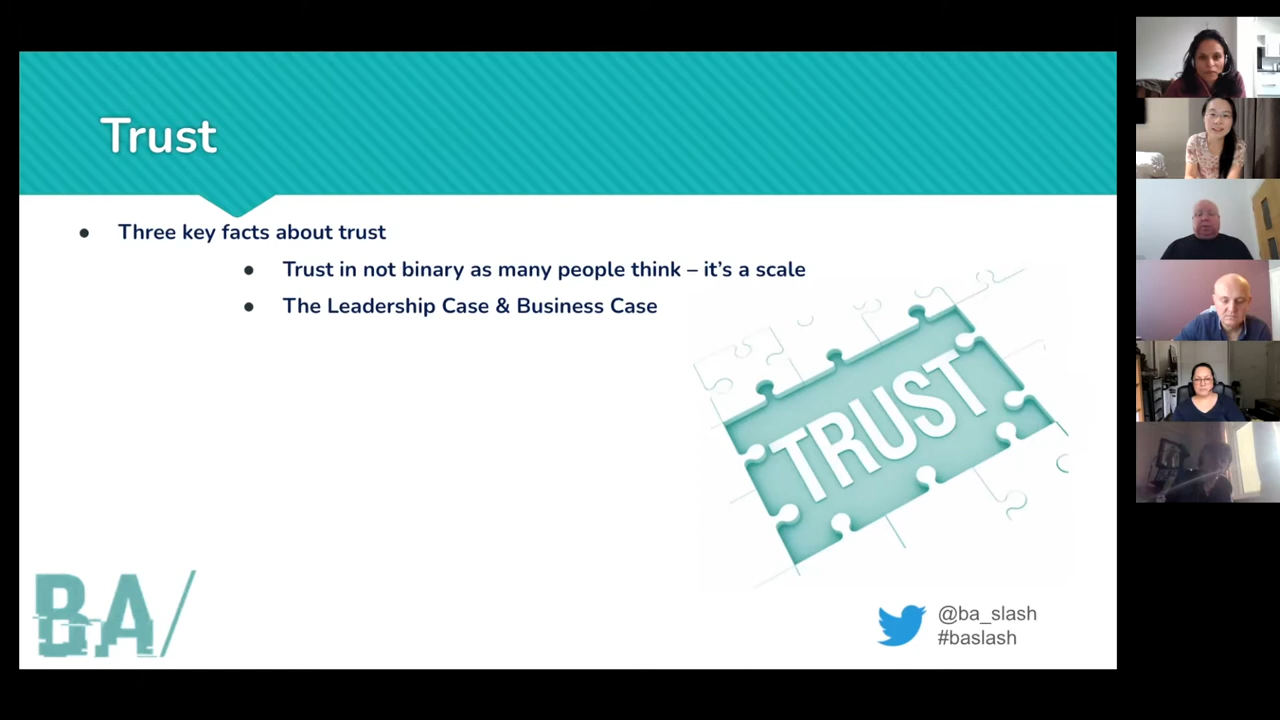 Trust
Three key facts about trust
Trust in not binary as many people think – it’s a scale
The Leadership Case & Business Case
TRUST
BA/
@ba_slash
#baslash